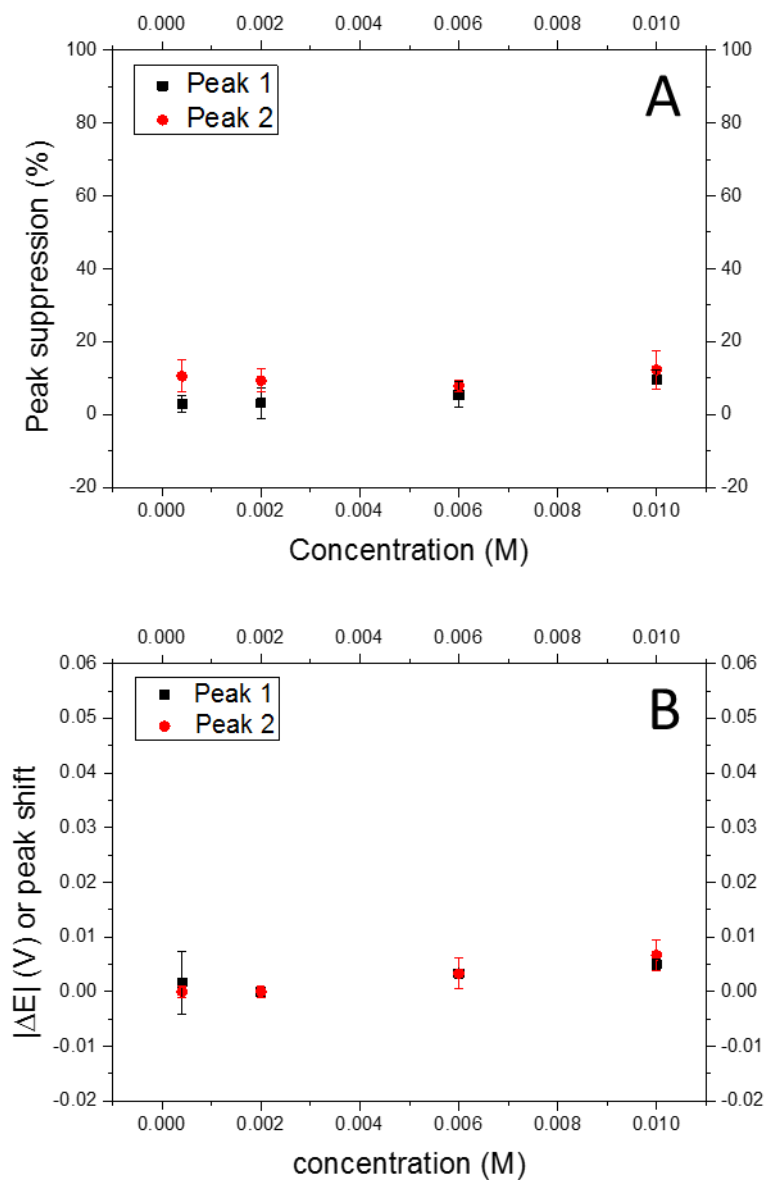 0.000 0.002 0.004 0.006 0.008 0.010
100 100
Peak 1
Peak 2
A
80 80
60 60
40 40
20 20
0 0
-20 -20
Peak suppression (%)
0.000 0.002 0.004 0.006 0.008 0.010
Concentration (M)
0.000 0.002 0.004 0.006 0.008 0.010
0.06 0.06
Peak 1
Peak 2
B
0.05 0.05
0.04 0.04
0.03 0.03
0.02 0.02
0.01 0.01
0.00 0.00
-0.01 -0.01
-0.02 -0.02
|ΔE| (V) or peak shift
0.000 0.002 0.004 0.006 0.008 0.010
concentration (M)